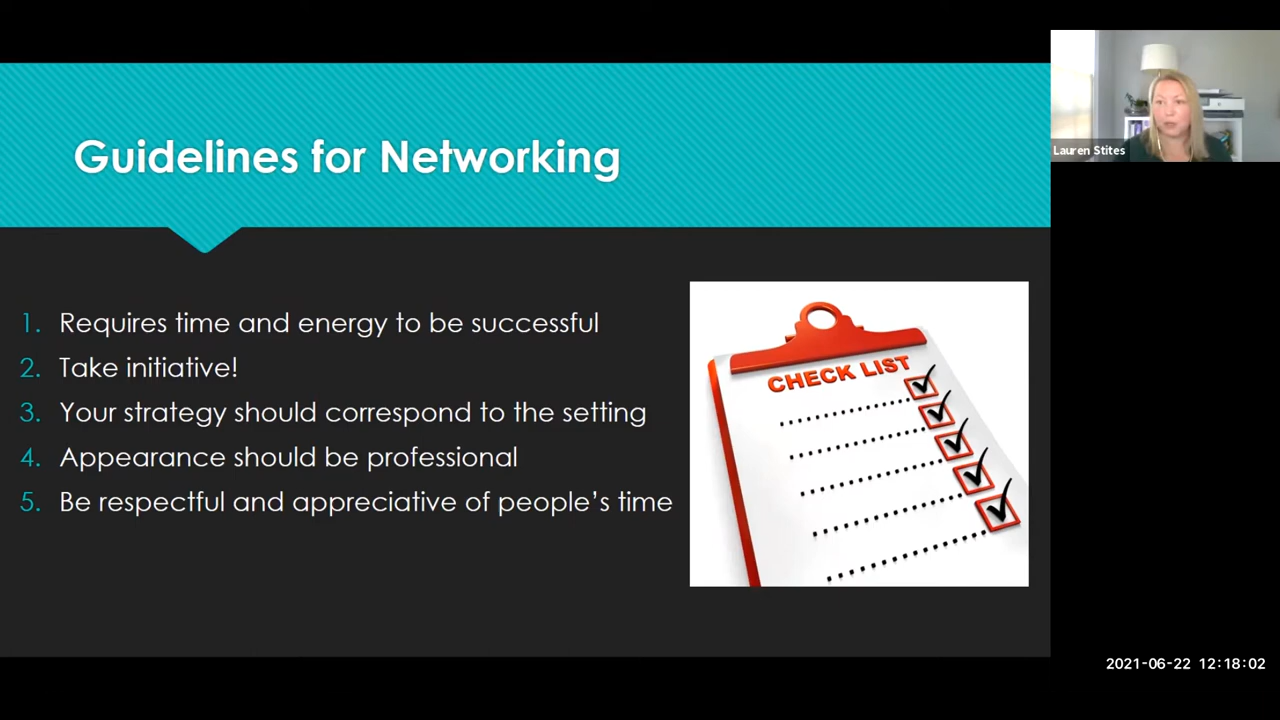 Guidelines for Networking
1. Requires time and energy to be successful
2. Take initiative!
3. Your strategy should correspond to the setting
4. Appearance should be professional
5. Be respectful and appreciative of people’s time
CHECK LIST
Lauren Stites
2021-06-22 12:18:02